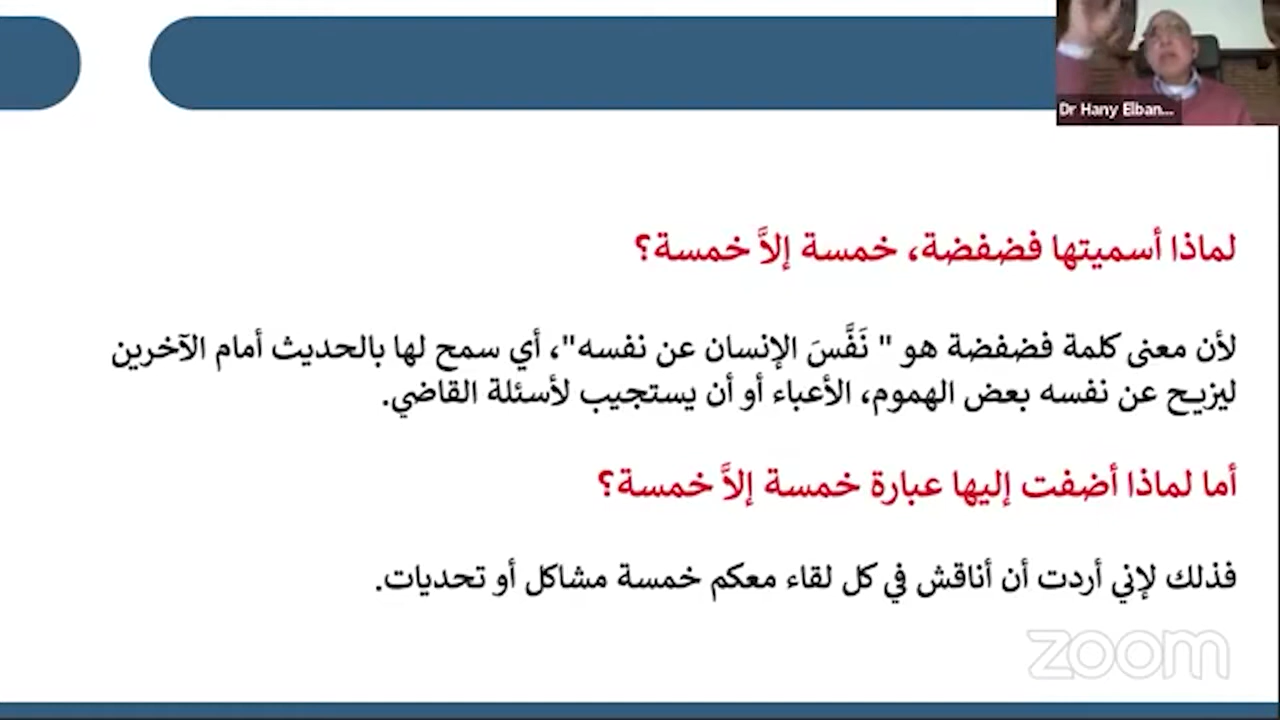 Dr Hany Elban...
لماذا أسميتها فضفضة، خمسة إلاَّ خمسة؟
لأن معنى كلمة فضفضة هو " نَفَّسَ الإنسان عن نفسه"، أي سمح لها بالحديث أمام الآخرين
ليزيح عن نفسه بعض الهموم، الأعباء أو أن يستجيب لأسئلة القاضي.
أما لماذا أضفت إليها عبارة خمسة إلاَّ خمسة؟
فذلك لإني أردت أن أناقش في كل لقاء معكم خمسة مشاكل أو تحديات.
zoom